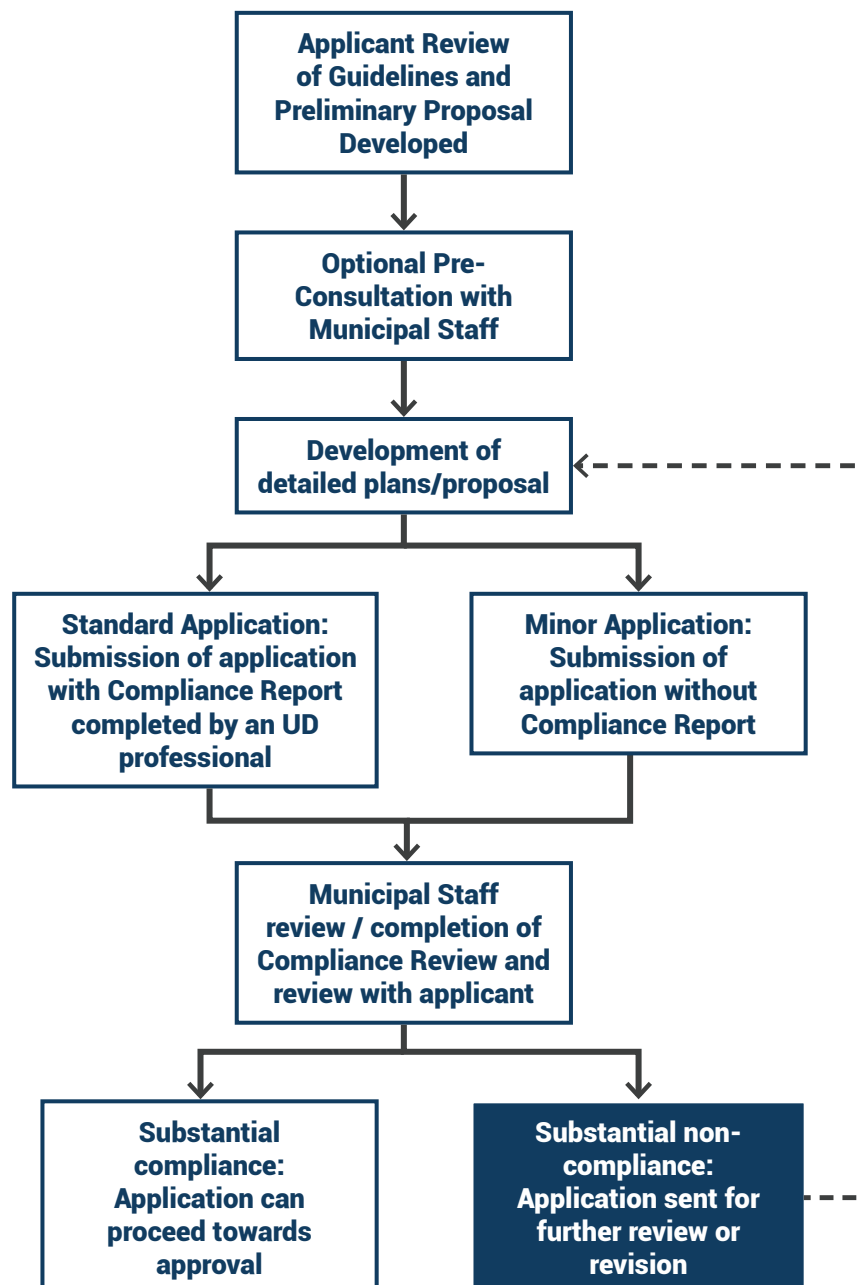 Applicant Review
of Guidelines and
Preliminary Proposal
Developed
Optional Pre-
Consultation with
Municipal Staff
Development of
detailed plans/proposal
Standard Application:
Submission of application
with Compliance Report
completed by an UD
professional
Minor Application:
Submission of
application without
Compliance Report
Municipal Staff
review / completion of
Compliance Review and
review with applicant
Substantial
compliance:
Application can
proceed towards
approval
Substantial non-
compliance:
Application sent for
further review or
revision